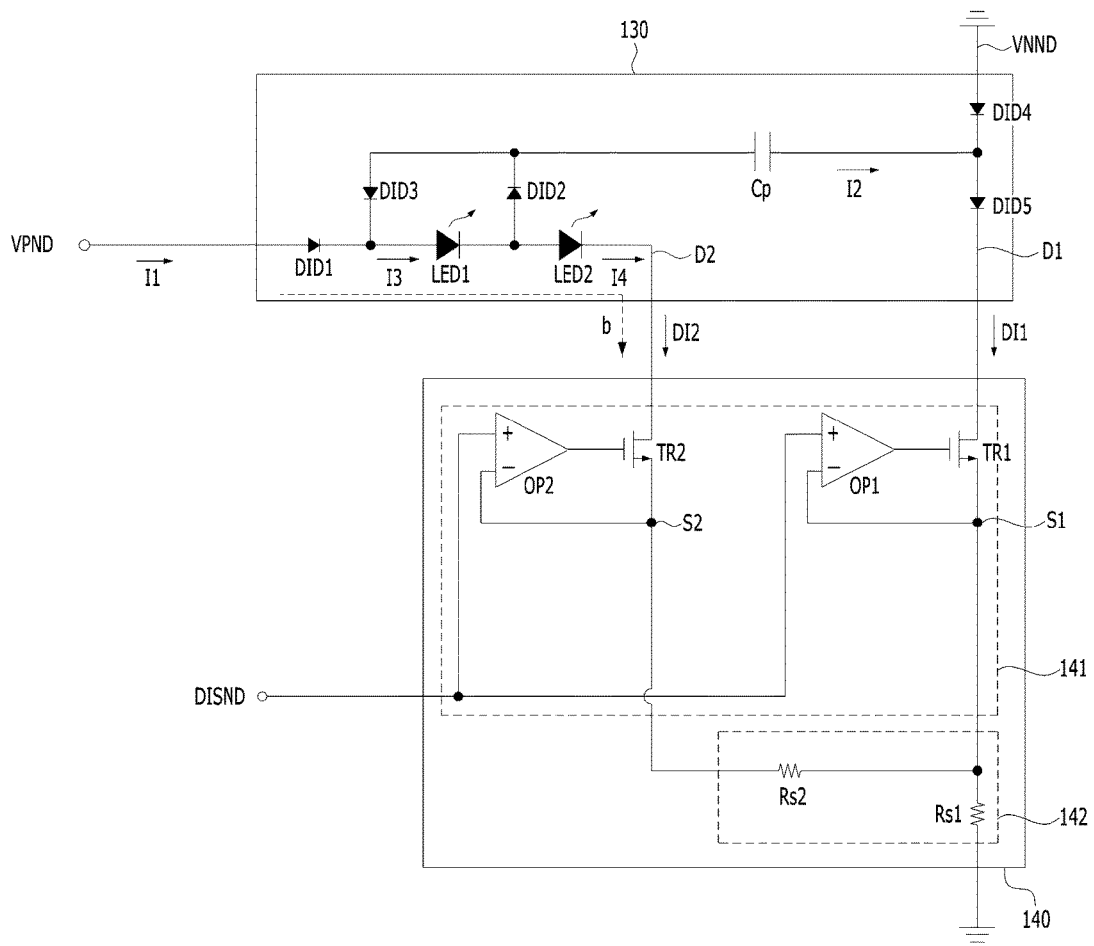 130
VNND
DID4
DID3
DID2
Cp
I2
DID5
VPND
I1
DID1
I3
LED1
LED2
I4
D2
D1
b
DI2
DI1
+
−
OP2
TR2
+
−
OP1
TR1
S2
S1
141
DISND
Rs2
Rs1
142
140